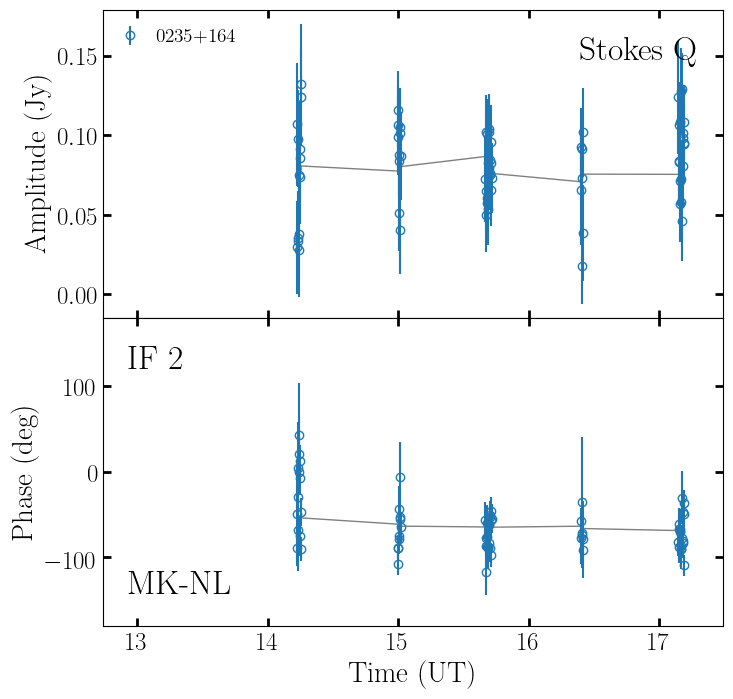 0235+164
Stokes Q
0.15
0.10
0.05
0.00
Amplitude (Jy)
IF 2
100
0
−100
Phase (deg)
MK-NL
13 14 15 16 17
Time (UT)